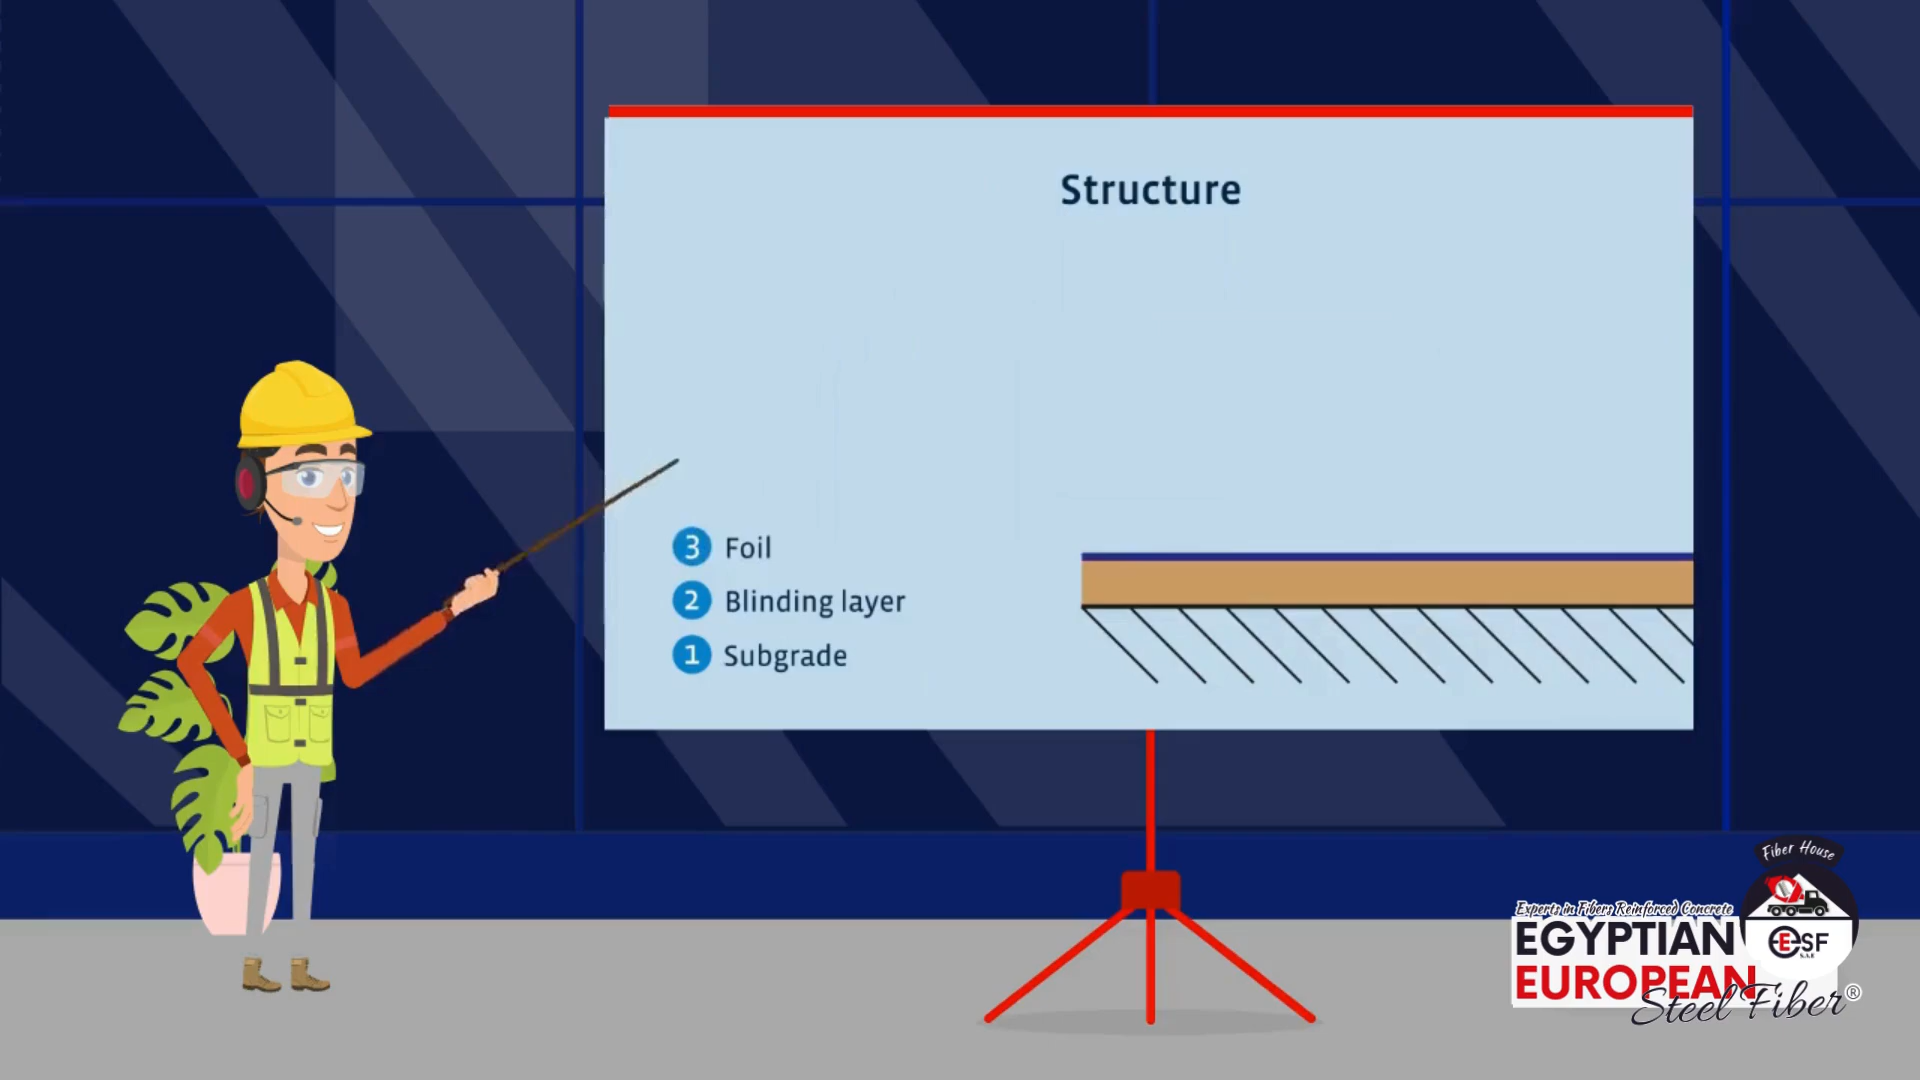 Structure
3 Foil
2 Blinding layer
1 Subgrade
Fiber House
Experts in Fibers Reinforced Concrete
EGYPTIAN
EUROPEAN
Steel Fiber®
EESF
S.A.E